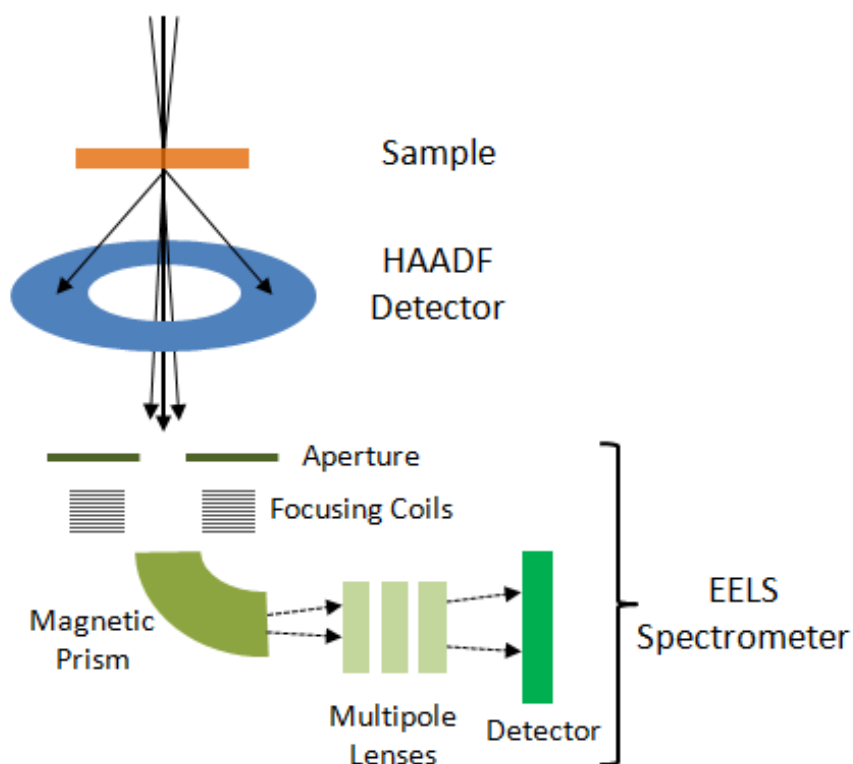 Sample
HAADF
Detector
Aperture
Focusing Coils
Magnetic
Prism
EELS
Spectrometer
Multipole
Lenses
Detector